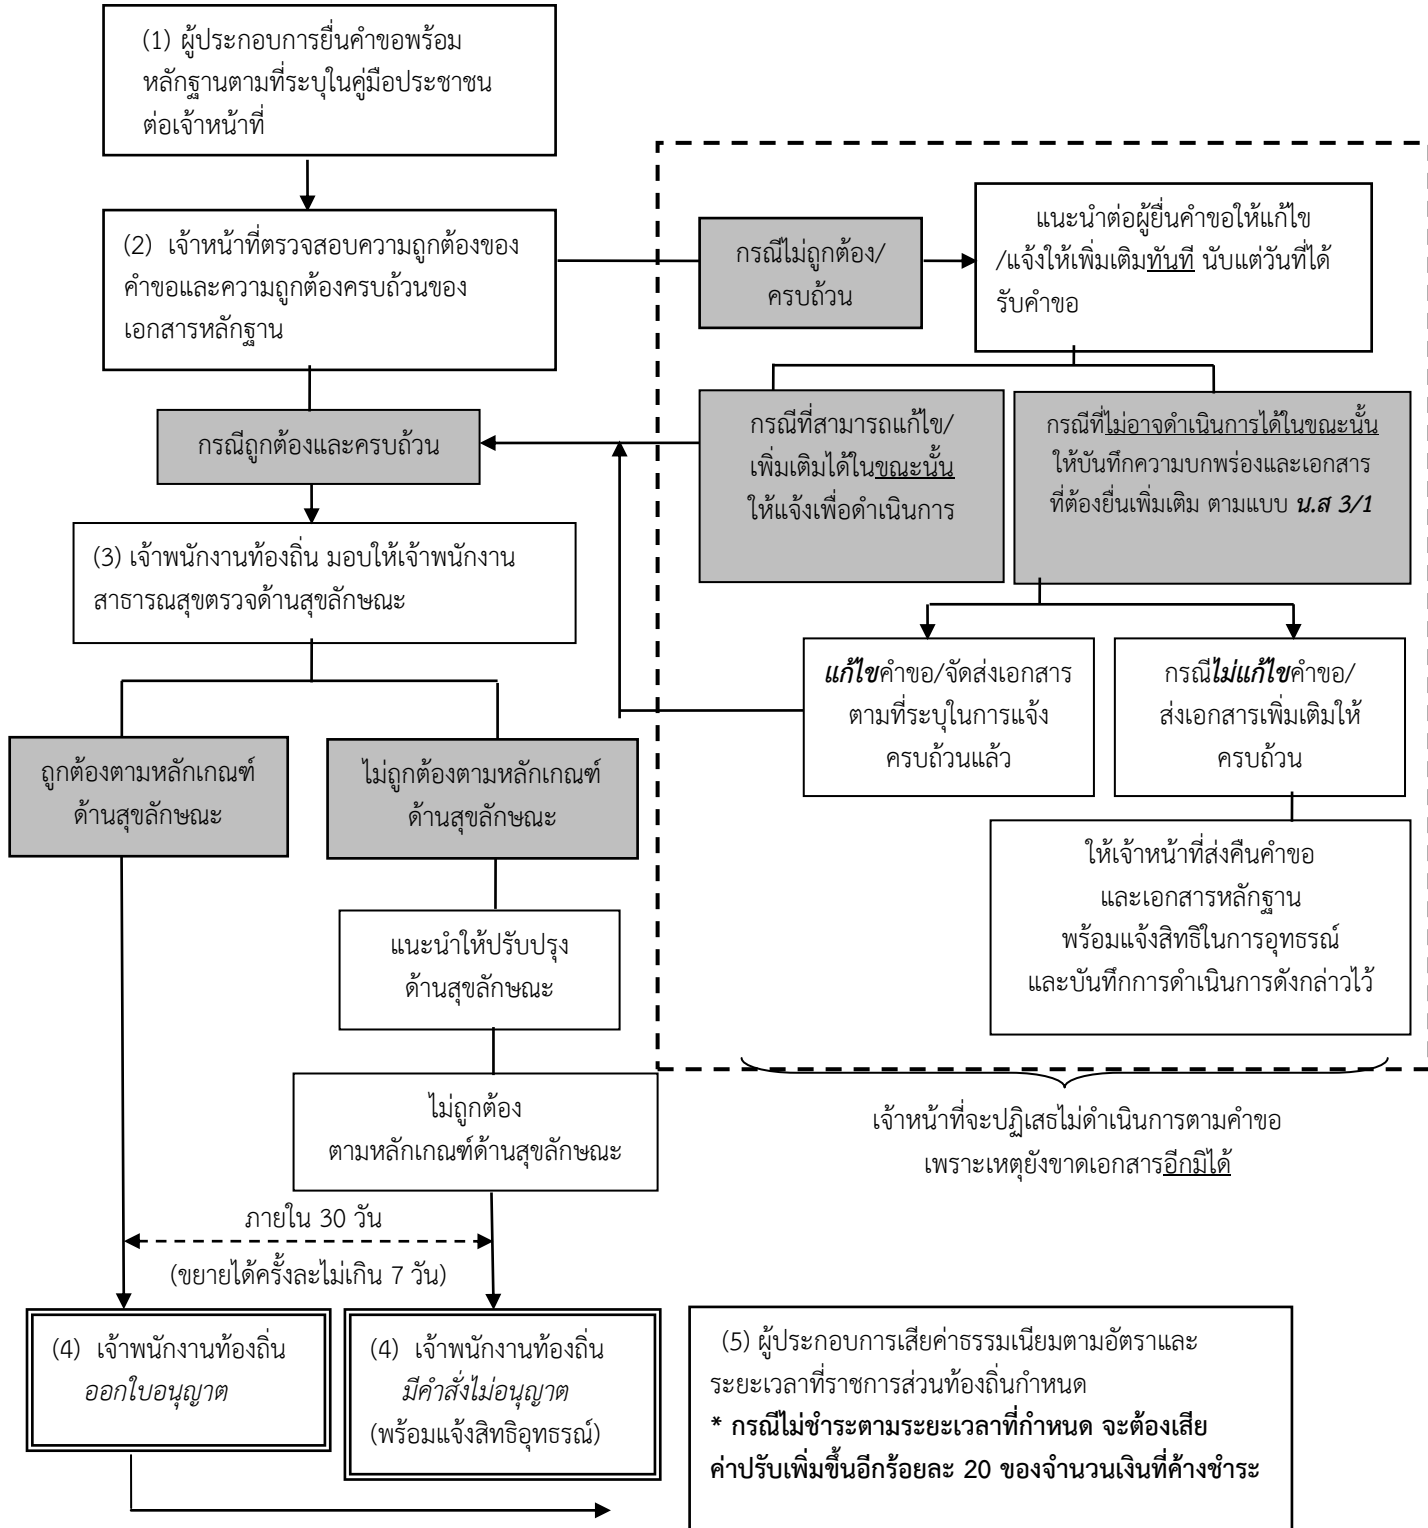 (1) ผู้ประกอบการยื่นคำขอพร้อม
หลักฐานตามที่ระบุในคู่มือประชาชน
ต่อเจ้าหน้าที่
(2) เจ้าหน้าที่ตรวจสอบความถูกต้องของ
คำขอและความถูกต้องครบถ้วนของ
เอกสารหลักฐาน
กรณีไม่ถูกต้อง/
ครบถ้วน
แนะนำต่อผู้ยื่นคำขอให้แก้ไข
/แจ้งให้เพิ่มเติมทันที นับแต่วันที่ได้
รับคำขอ
กรณีถูกต้องและครบถ้วน
กรณีที่สามารถแก้ไข/
เพิ่มเติมได้ในขณะนั้น
ให้แจ้งเพื่อดำเนินการ
กรณีที่ไม่อาจดำเนินการได้ในขณะนั้น
ให้บันทึกความบกพร่องและเอกสาร
ที่ต้องยื่นเพิ่มเติม ตามแบบ น.ส 3/1
(3) เจ้าพนักงานท้องถิ่น มอบให้เจ้าพนักงาน
สาธารณสุขตรวจด้านสุขลักษณะ
แก้ไขคำขอ/จัดส่งเอกสาร
ตามที่ระบุในการแจ้ง
ครบถ้วนแล้ว
กรณีไม่แก้ไขคำขอ/
ส่งเอกสารเพิ่มเติมให้
ครบถ้วน
ถูกต้องตามหลักเกณฑ์
ด้านสุขลักษณะ
ไม่ถูกต้องตามหลักเกณฑ์
ด้านสุขลักษณะ
ให้เจ้าหน้าที่ส่งคืนคำขอ
และเอกสารหลักฐาน
พร้อมแจ้งสิทธิในการอุทธรณ์
และบันทึกการดำเนินการดังกล่าวไว้
แนะนำให้ปรับปรุง
ด้านสุขลักษณะ
ไม่ถูกต้อง
ตามหลักเกณฑ์ด้านสุขลักษณะ
เจ้าหน้าที่จะปฏิเสธไม่ดำเนินการตามคำขอ
เพราะเหตุยังขาดเอกสารอีกมิได้
ภายใน 30 วัน
(ขยายได้ครั้งละไม่เกิน 7 วัน)
(4) เจ้าพนักงานท้องถิ่น
ออกใบอนุญาต
(4) เจ้าพนักงานท้องถิ่น
มีคำสั่งไม่อนุญาต
(พร้อมแจ้งสิทธิอุทธรณ์)
(5) ผู้ประกอบการเสียค่าธรรมเนียมตามอัตราและ
ระยะเวลาที่ราชการส่วนท้องถิ่นกำหนด
* กรณีไม่ชำระตามระยะเวลาที่กำหนด จะต้องเสีย
ค่าปรับเพิ่มขึ้นอีกร้อยละ 20 ของจำนวนเงินที่ค้างชำระ